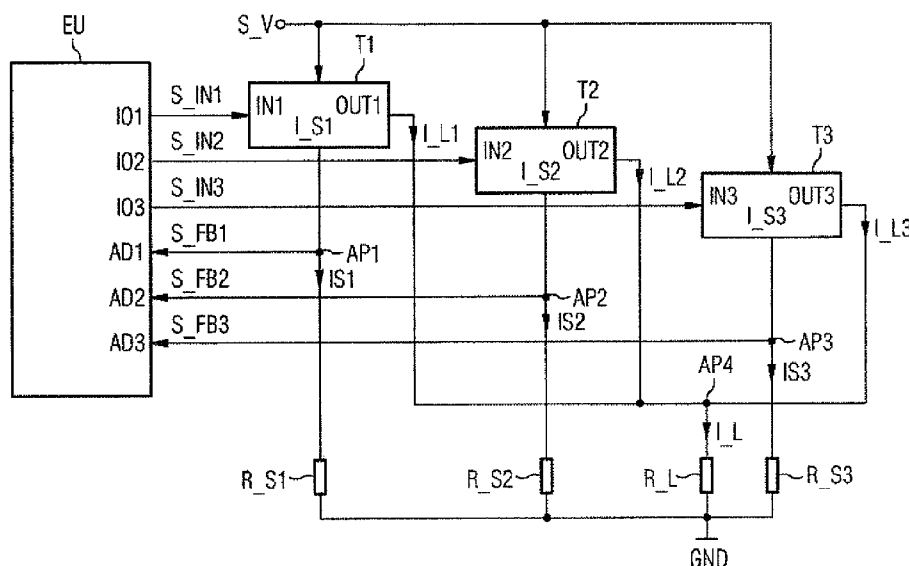 EU
S_V
T1
S_IN1
IO1
IN1
OUT1
I_S1
T2
I_L1
S_IN2
IO2
IN2
OUT2
I_S2
T3
I_L2
S_IN3
IO3
IN3
OUT3
I_S3
S_FB1
I_L3
AD1
AP1
IS1
S_FB2
AD2
AP2
IS2
S_FB3
AD3
AP3
AP4
IS3
I_L
R_S1
R_S2
R_L
R_S3
GND